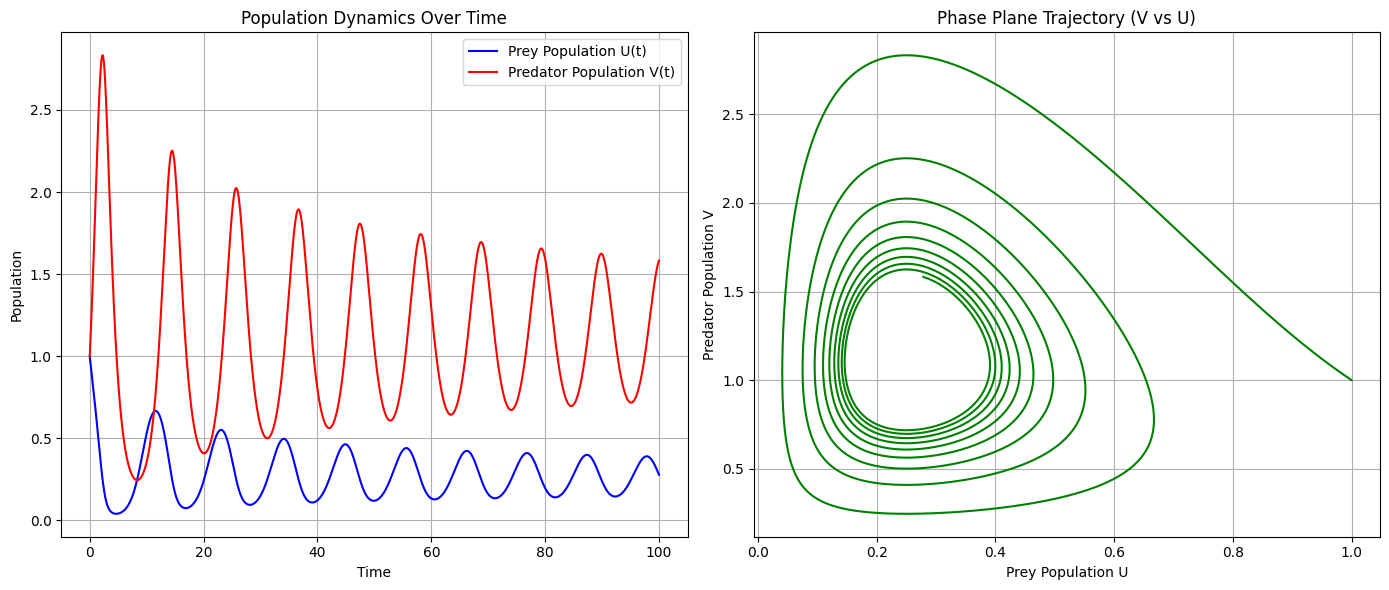 Population Dynamics Over Time
Prey Population U(t)
Predator Population V(t)
Population
2.5
2.0
1.5
1.0
0.5
0.0
0
20
40
60
80
100
Time
Phase Plane Trajectory (V vs U)
Predator Population V
2.5
2.0
1.5
1.0
0.5
0.0
0.2
0.4
0.6
0.8
1.0
Prey Population U